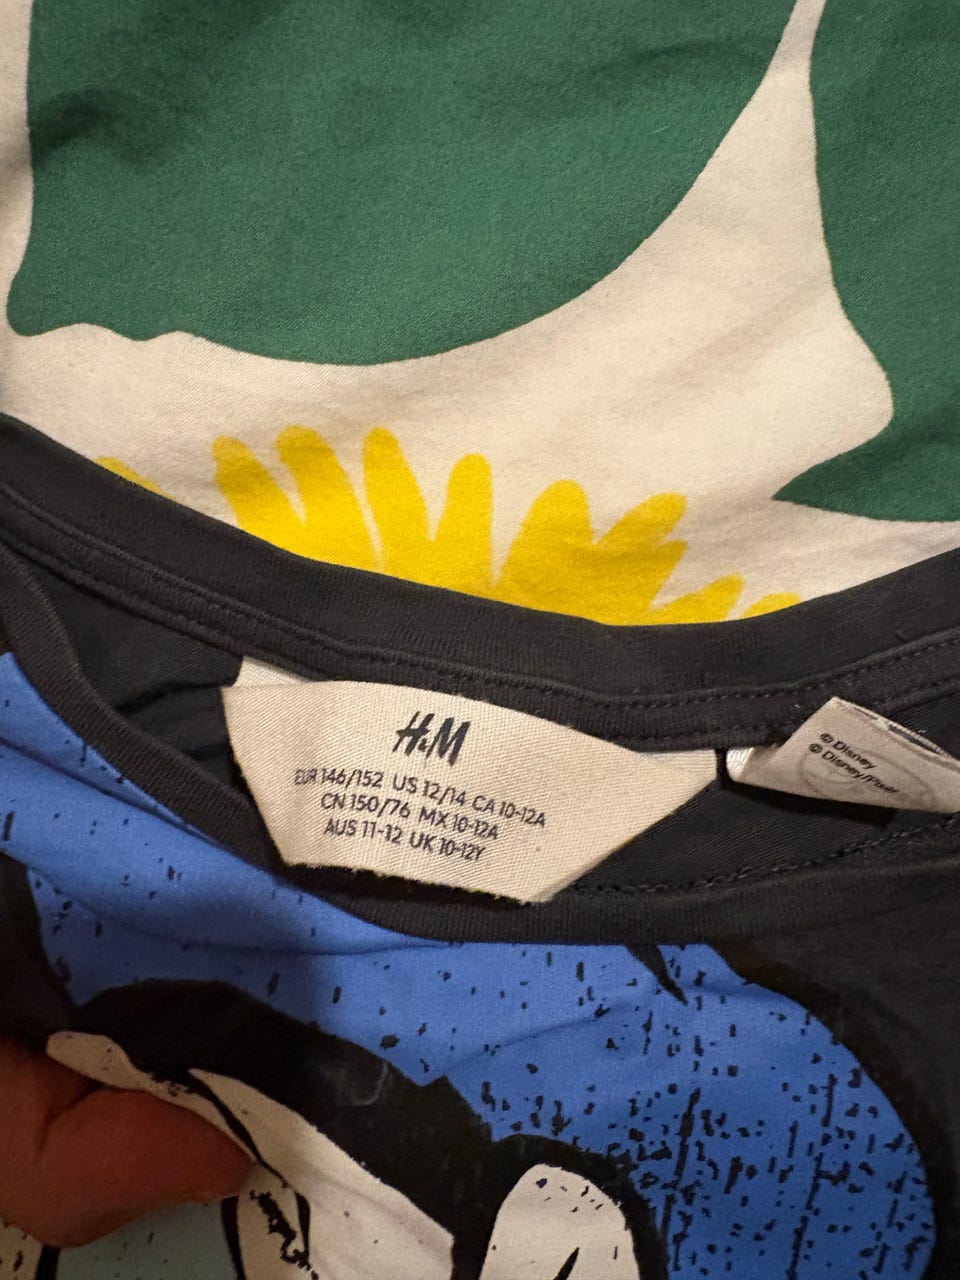 H&M
EUR 146/152 US 12/14 CA 10-12A
CN 150/76 MX 10-12A
AUS 11-12 UK 10-12Y
© Disney
© Disney/Pixar